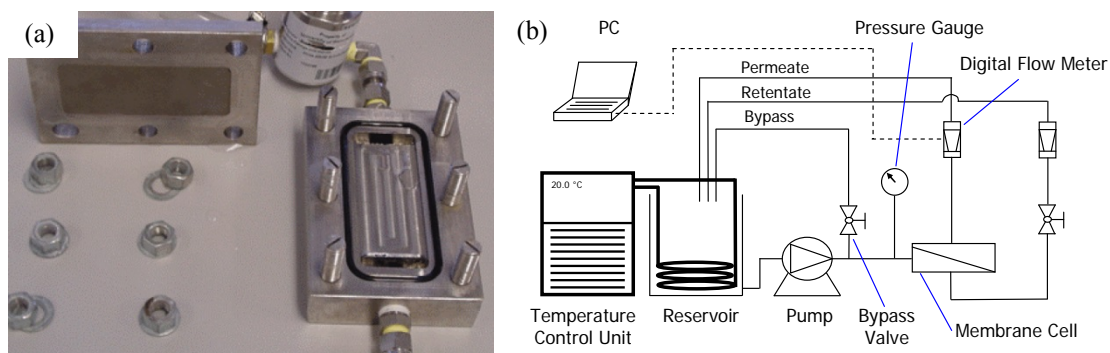 (a)
(b)
PC
Pressure Gauge
Digital Flow Meter
Permeate
Retentate
Bypass
20.0 °C
Temperature
Control Unit
Reservoir
Pump
Bypass
Valve
Membrane Cell